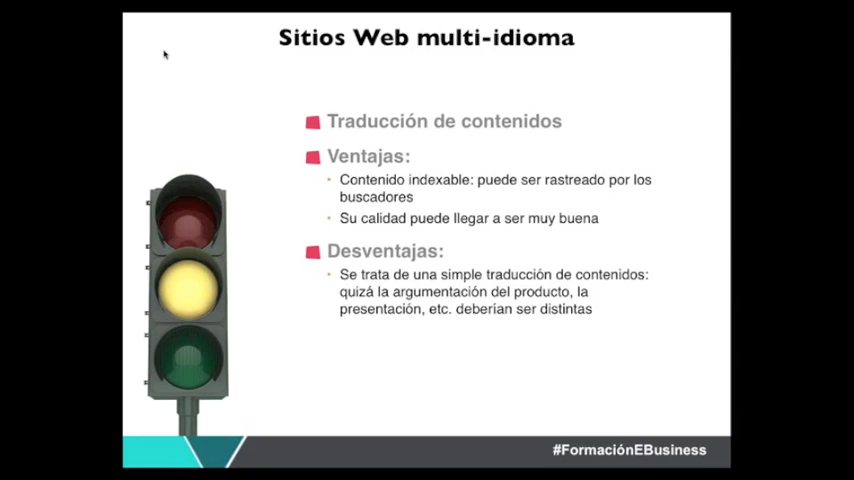 Sitios Web multi-idioma
Traducción de contenidos
Ventajas:
Contenido indexable: puede ser rastreado por los
buscadores
Su calidad puede llegar a ser muy buena
Desventajas:
Se trata de una simple traducción de contenidos:
quizá la argumentación del producto, la
presentación, etc. deberían ser distintas
#FormaciónEBusiness